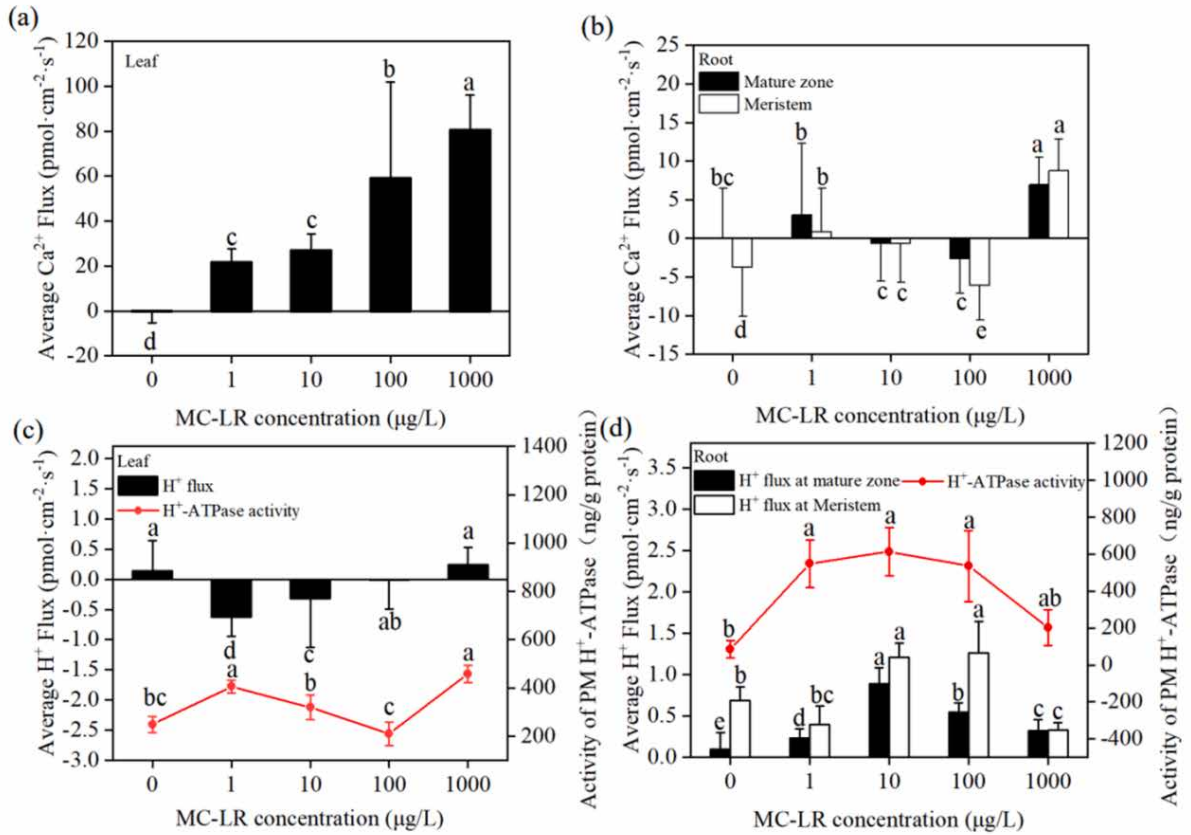 (a)
Leaf
Average Ca²⁺ Flux (pmol·cm⁻²·s⁻¹)
120
100
80
60
40
20
0
-20
d
c
c
b
a
0 1 10 100 1000
MC-LR concentration (μg/L)
(b)
Root
Mature zone
Meristem
Average Ca²⁺ Flux (pmol·cm⁻²·s⁻¹)
25
20
15
10
5
0
-5
-10
-15
bc
d
b
b
c
c
c
e
a
a
0 1 10 100 1000
MC-LR concentration (μg/L)
(c)
Leaf
H⁺ flux
H⁺-ATPase activity
Average H⁺ Flux (pmol·cm⁻²·s⁻¹)
2.0
1.5
1.0
0.5
0.0
-0.5
-1.0
-1.5
-2.0
-2.5
-3.0
a
d
c
ab
a
bc
a
b
c
a
1400
1200
1000
800
600
400
200
Activity of PM H⁺-ATPase（ng/g protein)
0 1 10 100 1000
MC-LR concentration (μg/L)
(d)
Root
H⁺ flux at mature zone
H⁺-ATPase activity
H⁺ flux at Meristem
Average H⁺ Flux (pmol·cm⁻²·s⁻¹)
3.5
3.0
2.5
2.0
1.5
1.0
0.5
0.0
b
a
a
a
ab
e
b
d
bc
a
a
b
a
c
c
1200
1000
800
600
400
200
0
-200
-400
Activity of PM H⁺-ATPase（ng/g protein)
0 1 10 100 1000
MC-LR concentration (μg/L)